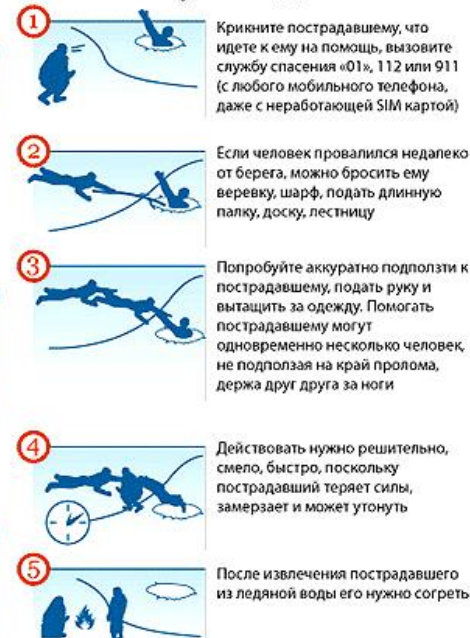 1
Крикните пострадавшему, что
идете к ему на помощь, вызовите
службу спасения «01», 112 или 911
(с любого мобильного телефона,
даже с неработающей SIM картой)
2
Если человек провалился недалеко
от берега, можно бросить ему
веревку, шарф, подать длинную
палку, доску, лестницу
3
Попробуйте аккуратно подползти к
пострадавшему, подать руку и
вытащить за одежду. Помогать
пострадавшему могут
одновременно несколько человек,
не подползая на край пролома,
держа друг друга за ноги
4
Действовать нужно решительно,
смело, быстро, поскольку
пострадавший теряет силы,
замерзает и может утонуть
5
После извлечения пострадавшего
из ледяной воды его нужно согреть